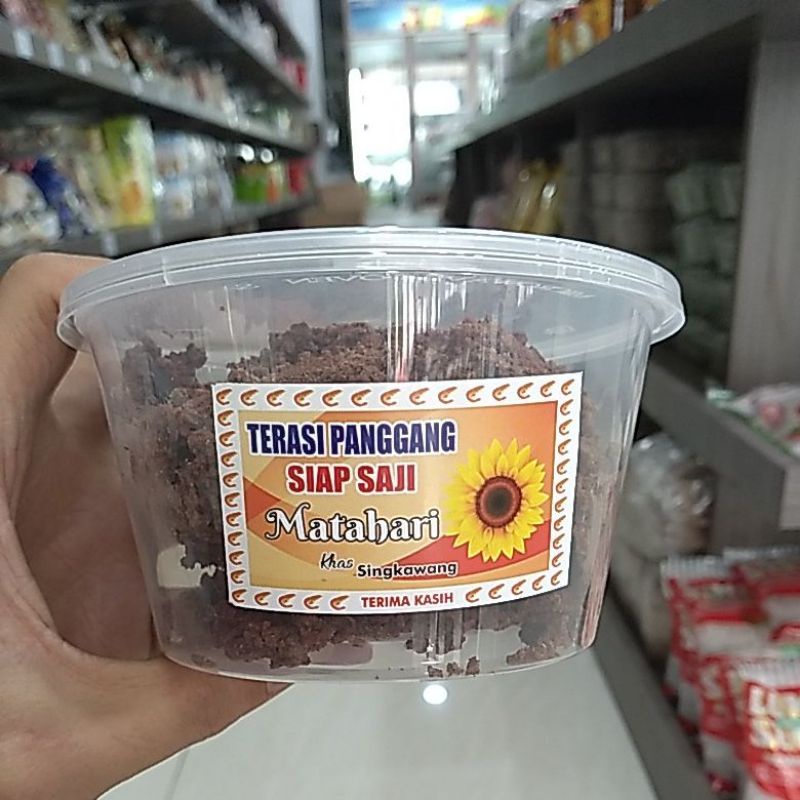 TERASI PANGGANG
SIAP SAJI
Matahari
Khas Singkawang
TERIMA KASIH